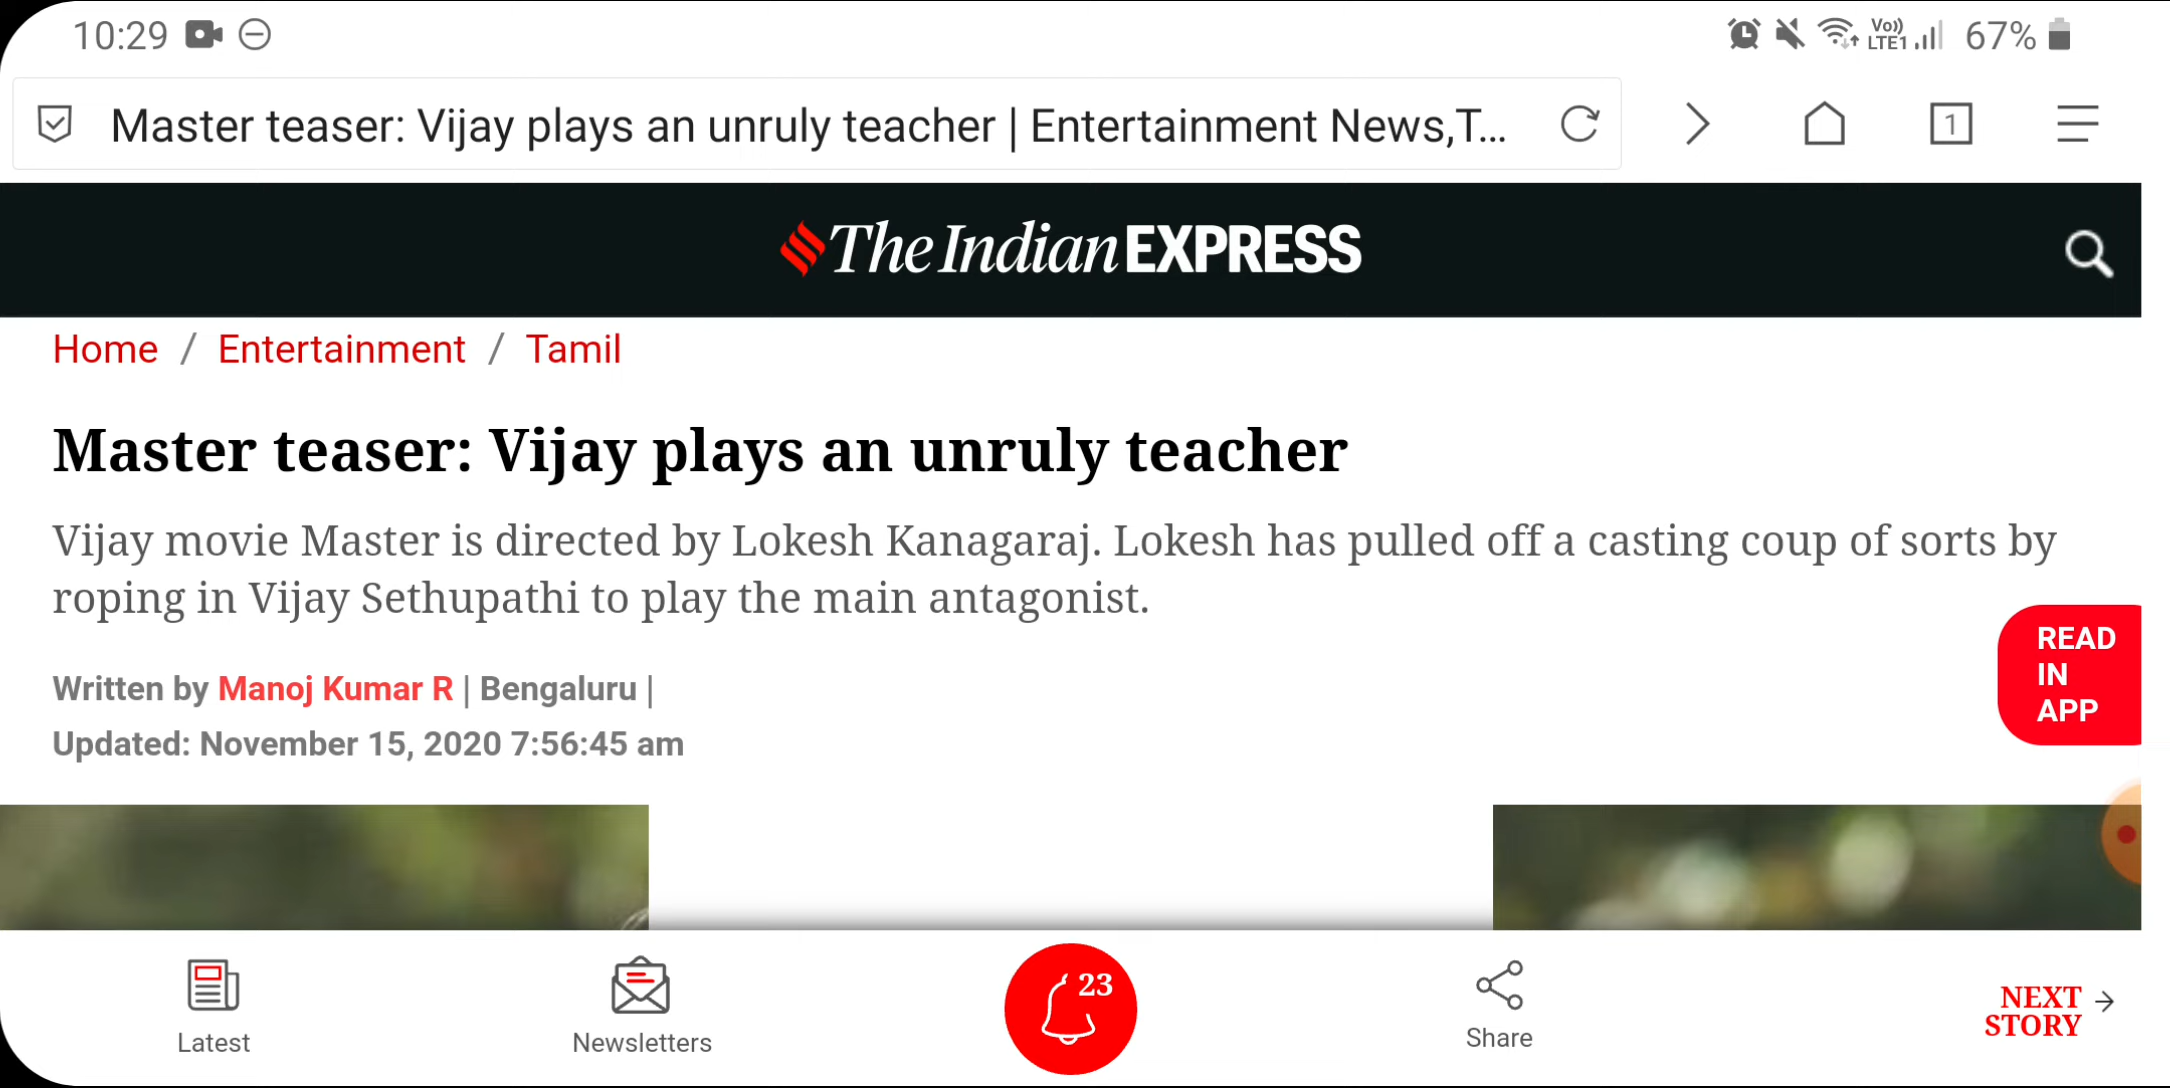 10:29
Vo)) LTE1 67%
Master teaser: Vijay plays an unruly teacher | Entertainment News,T...
1
The Indian EXPRESS
Home / Entertainment / Tamil
Master teaser: Vijay plays an unruly teacher
Vijay movie Master is directed by Lokesh Kanagaraj. Lokesh has pulled off a casting coup of sorts by
roping in Vijay Sethupathi to play the main antagonist.
READ
IN
APP
Written by Manoj Kumar R | Bengaluru |
Updated: November 15, 2020 7:56:45 am
Latest
Newsletters
23
Share
NEXT
STORY